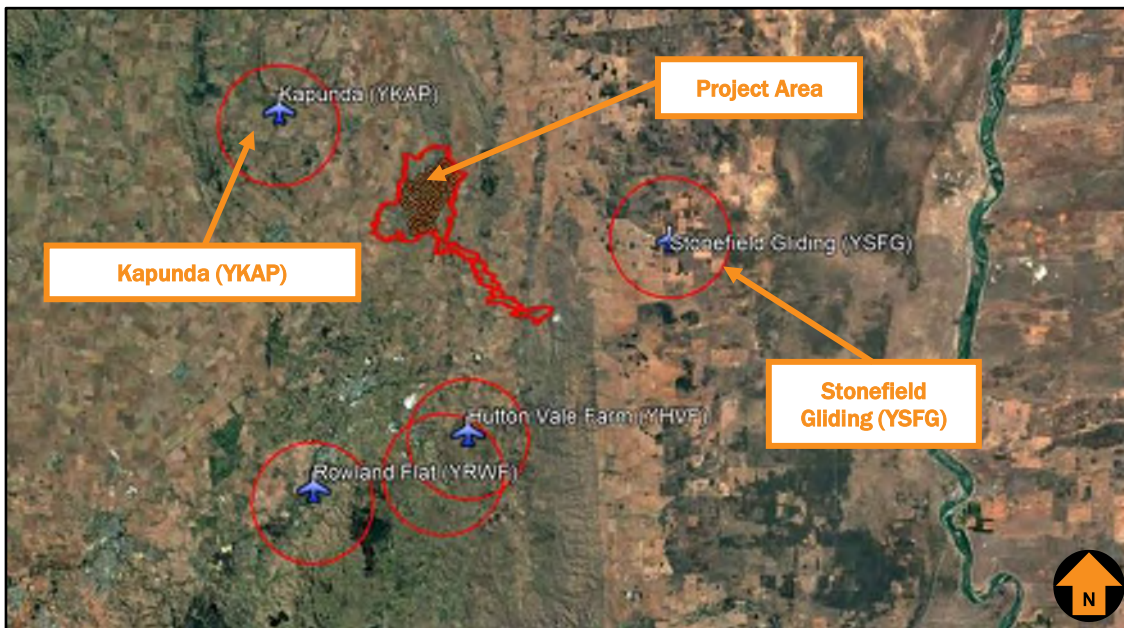 Kapunda (YKAP)
Project Area
Stonefield Gliding (YSFG)
Kapunda (YKAP)
Stonefield
Gliding (YSFG)
Hutton Vale Farm (YHVF)
Rowland Flat (YRWF)
N